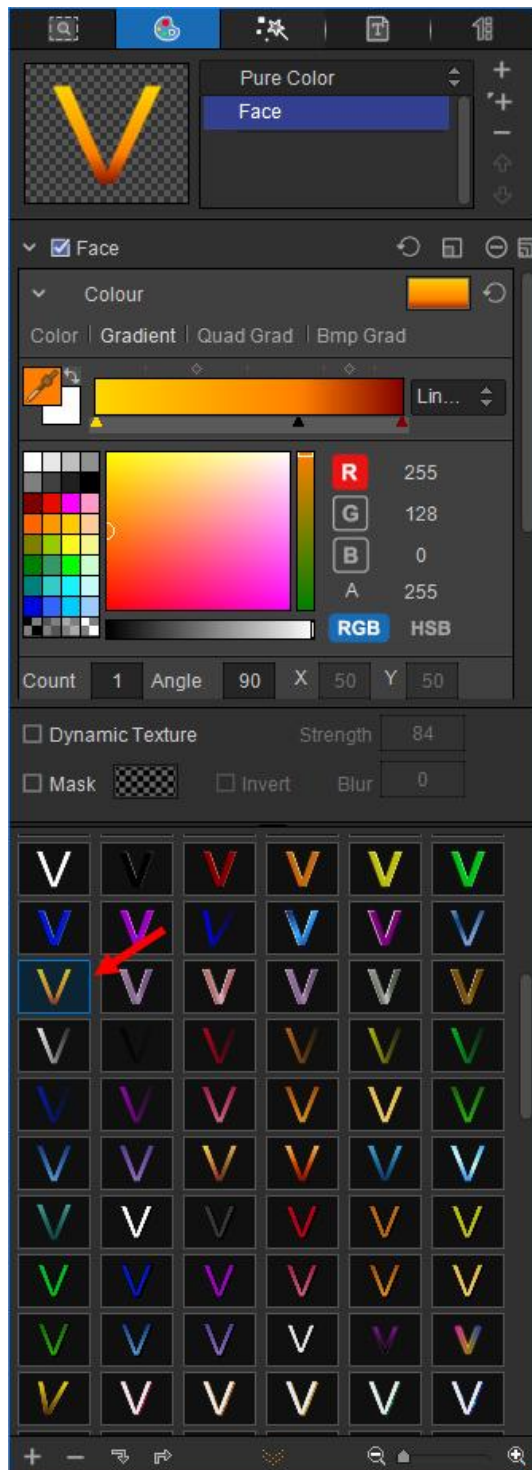 T
V
Pure Color
Face
Face
Colour
Color | Gradient | Quad Grad | Bmp Grad
Lin...
R 255
G 128
B 0
A 255
RGB HSB
Count 1 Angle 90 X 50 Y 50
Dynamic Texture Strength 84
Mask Invert Blur 0
V V V V V V
V V V V V V
V V V V V V
V V V V V V
V V V V V V
V V V V V V
V V V V V V
V V V V V V
V V V V V V
V V V V V V